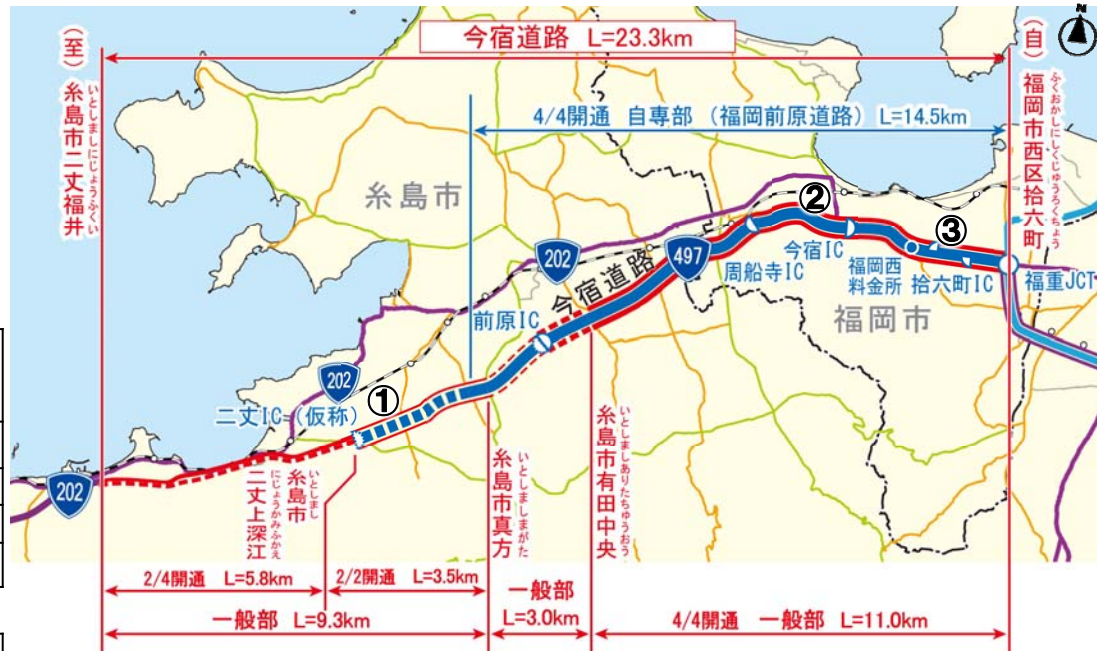 今宿道路 L=23.3km
N
(至)
糸島市二丈福井
いとしましにじょうふくい
(自)
福岡市西区拾六町
ふくおかしにしくじゅうろくちょう
4/4開通 自専部 (福岡前原道路) L=14.5km
糸島市
②
③
202
今宿道路
497
周船寺IC
今宿IC
福岡西
料金所
拾六町IC
福重JCT
前原IC
福岡市
202
①
二丈IC (仮称)
202
糸島市
いとしまし
二丈上深江
にじょうかみふかえ
糸島市真方
いとしましまがた
糸島市有田中央
いとしましありたちゅうおう
2/4開通 L=5.8km
2/2開通 L=3.5km
一般部 L=9.3km
一般部
L=3.0km
4/4開通 一般部 L=11.0km